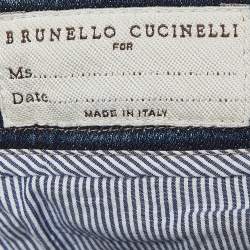 BRUNELLO CUCINELLI
FOR
Ms.
Date
MADE IN ITALY